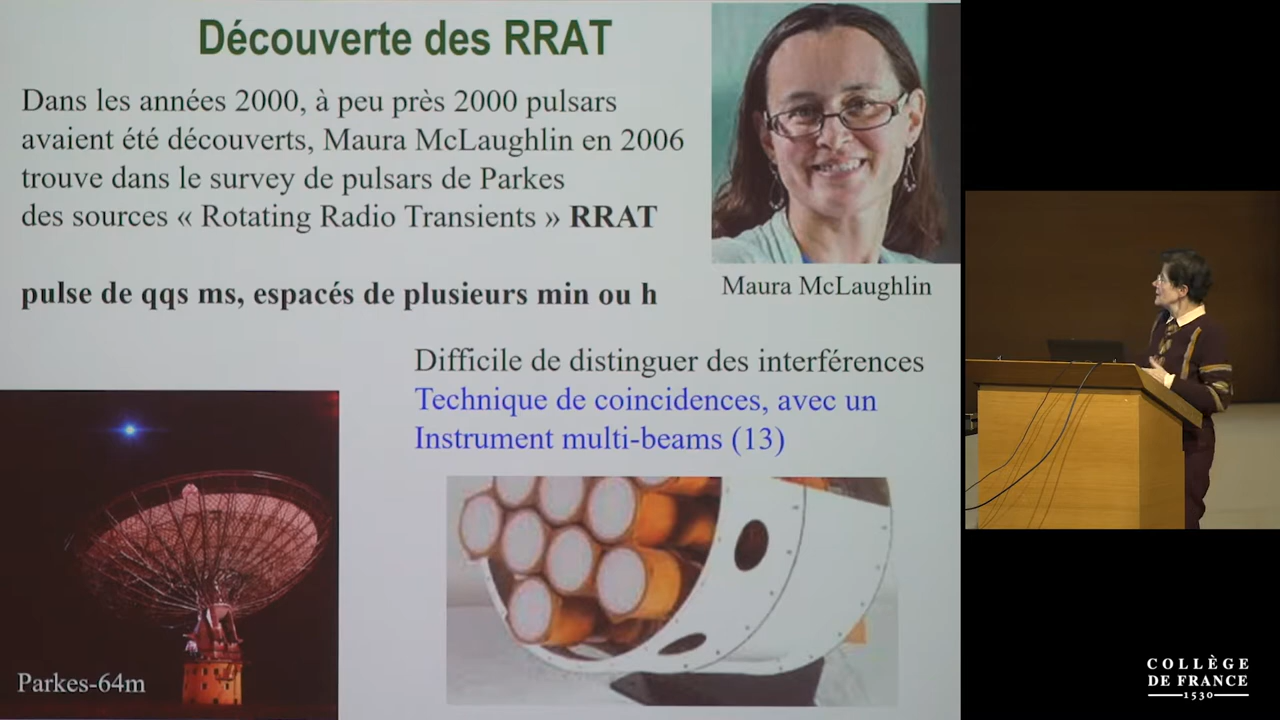 Découverte des RRAT
Dans les années 2000, à peu près 2000 pulsars
avaient été découverts, Maura McLaughlin en 2006
trouve dans le survey de pulsars de Parkes
des sources « Rotating Radio Transients » RRAT
pulse de qqs ms, espacés de plusieurs min ou h
Maura McLaughlin
Difficile de distinguer des interférences
Technique de coincidences, avec un
Instrument multi-beams (13)
Parkes-64m
COLLÈGE
DE FRANCE
1530